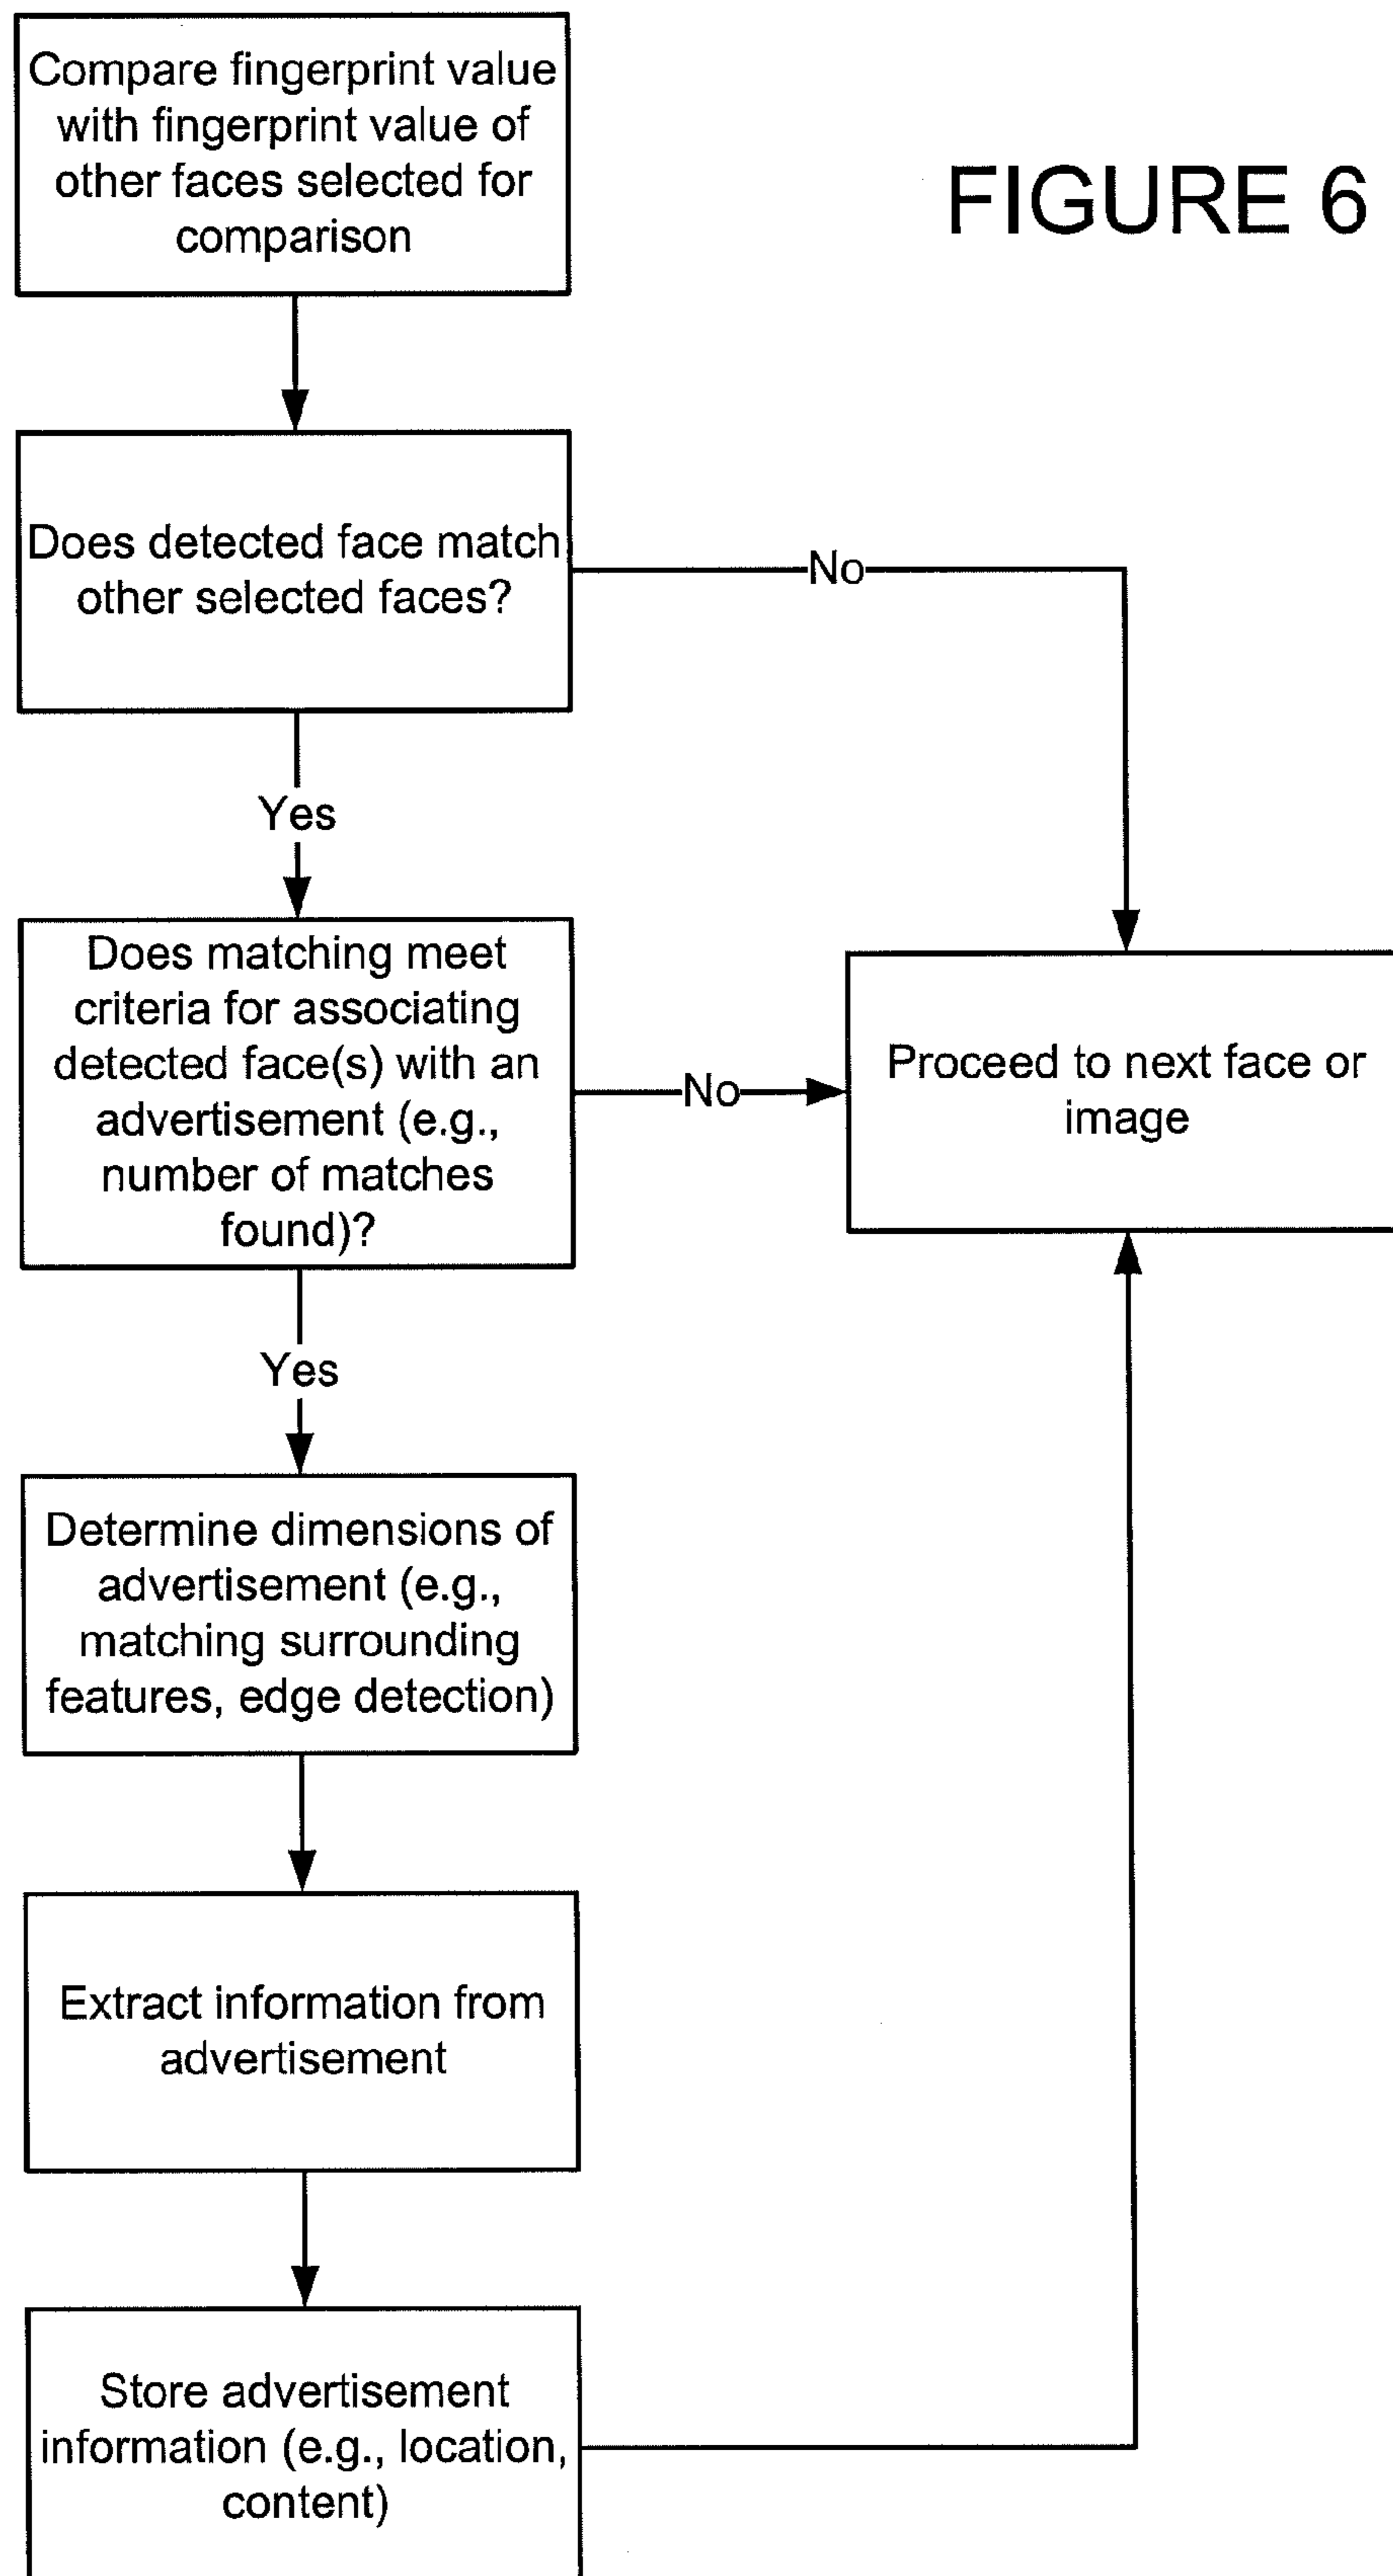 Compare fingerprint value
with fingerprint value of
other faces selected for
comparison
FIGURE 6
Does detected face match
other selected faces?
No
Yes
Does matching meet
criteria for associating
detected face(s) with an
advertisement (e.g.,
number of matches
found)?
No
Proceed to next face or
image
Yes
Determine dimensions of
advertisement (e.g.,
matching surrounding
features, edge detection)
Extract information from
advertisement
Store advertisement
information (e.g., location,
content)